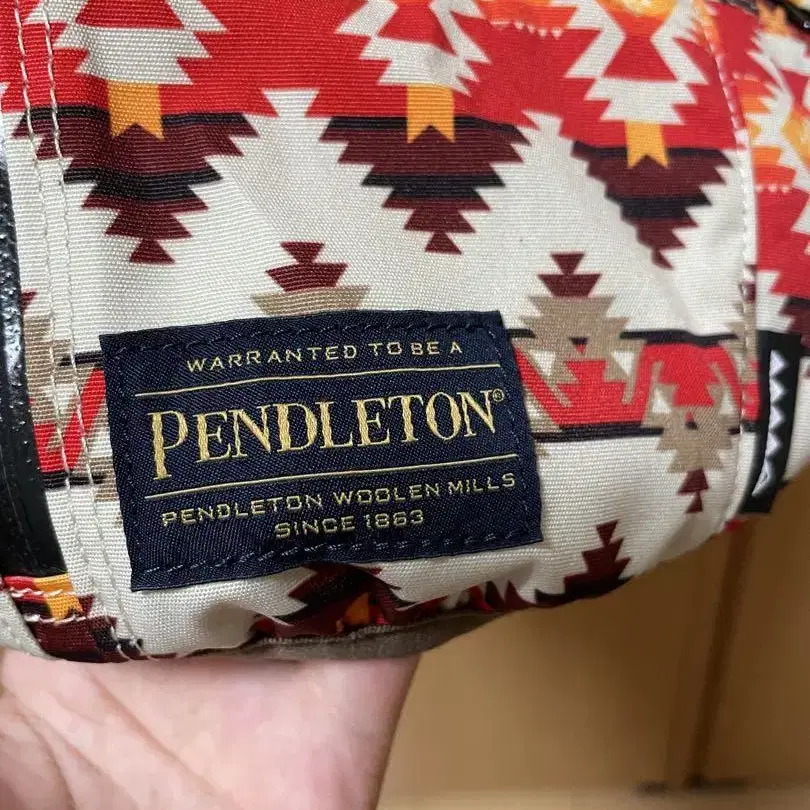 WARRANTED TO BE A
PENDLETON®
PENDLETON WOOLEN MILLS
SINCE 1863